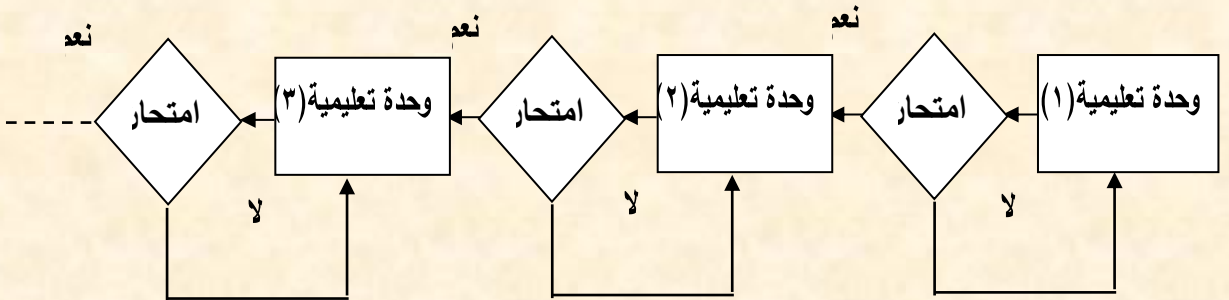 وحدة تعليمية(١)
امتحار
نعم
لا
وحدة تعليمية(٢)
امتحار
نعم
لا
وحدة تعليمية(٣)
امتحار
نعم
لا